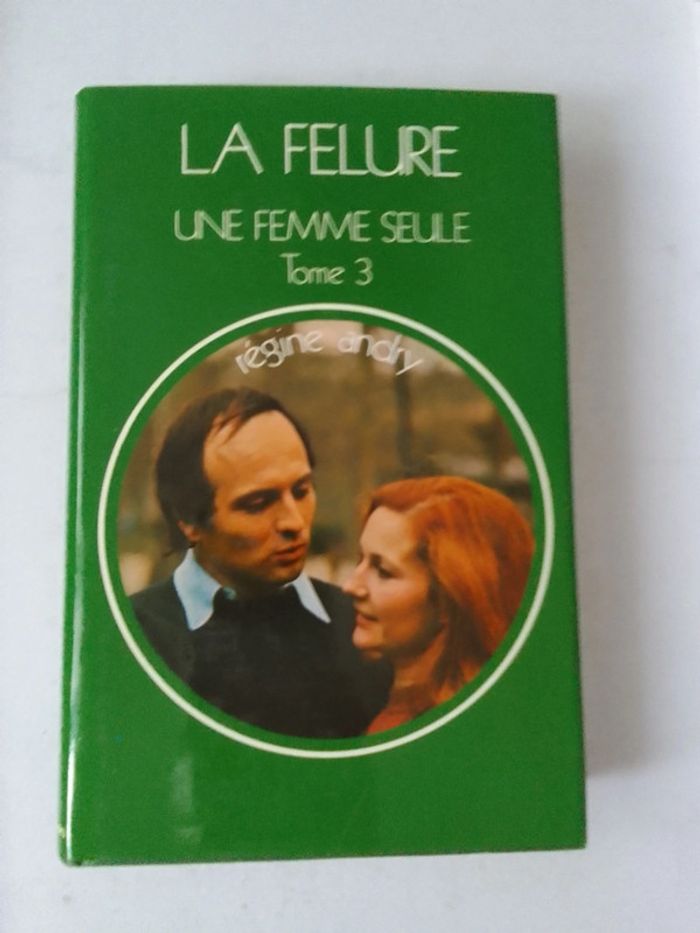 LA FELURE
UNE FEMME SEULE
Tome 3
régine andry